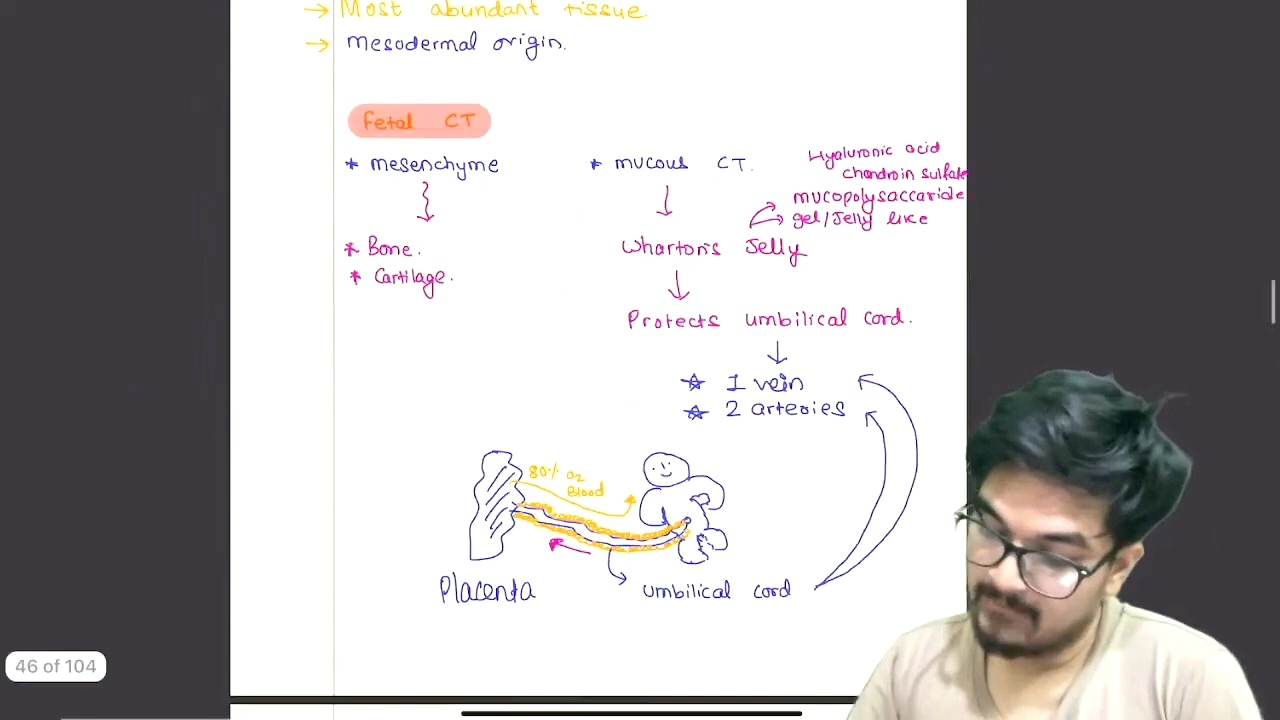 → Most abundant tissue.
→ mesodermal origin.
Fetal CT
* mesenchyme
* Bone.
* Cartilage.
* mucous CT.
Hyaluronic acid
chondroin sulfate
mucopolysaccaride
gel/Jelly like
Wharton's Jelly
Protects umbilical cord.
☆ 1 vein
☆ 2 arteries
80% O2
Blood
Placenta
umbilical cord
46 of 104